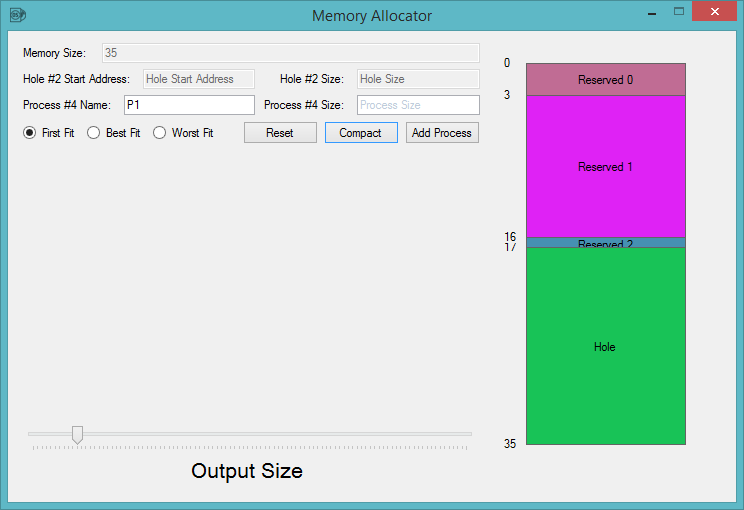 Memory Allocator
Memory Size: 35
Hole #2 Start Address: Hole Start Address Hole #2 Size: Hole Size
Process #4 Name: P1 Process #4 Size: Process Size
First Fit Best Fit Worst Fit Reset Compact Add Process
0
Reserved 0
3
Reserved 1
16
Reserved 2
17
Hole
35
Output Size